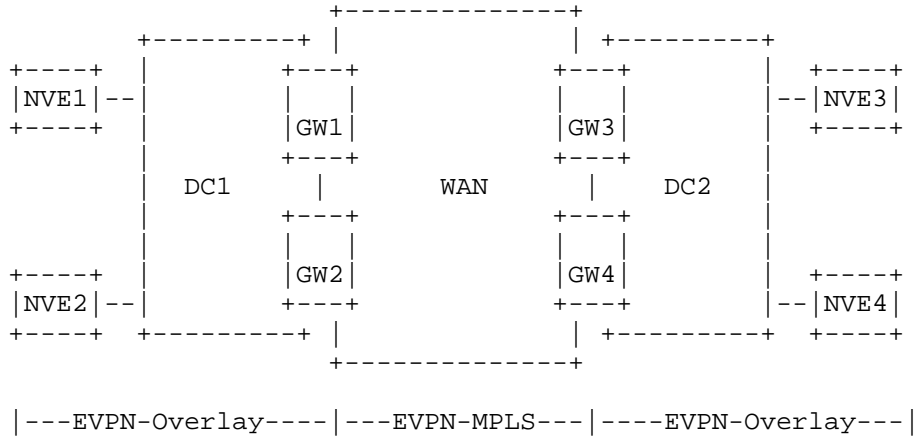 NVE1 GW1 GW3 NVE3
DC1 WAN DC2
NVE2 GW2 GW4 NVE4
|---EVPN-Overlay----|---EVPN-MPLS---|----EVPN-Overlay---|